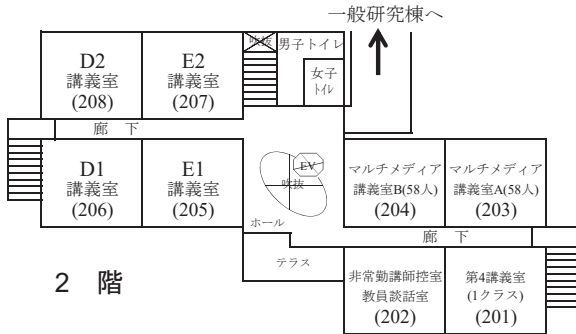 一般研究棟へ
吹抜
男子トイレ
女子
トイレ
D2
講義室
(208)
E2
講義室
(207)
廊　下
D1
講義室
(206)
E1
講義室
(205)
EV
吹抜
ホール
マルチメディア
講義室B(58人)
(204)
マルチメディア
講義室A(58人)
(203)
廊　下
テラス
非常勤講師控室
教員談話室
(202)
第4講義室
(1クラス)
(201)
2　階